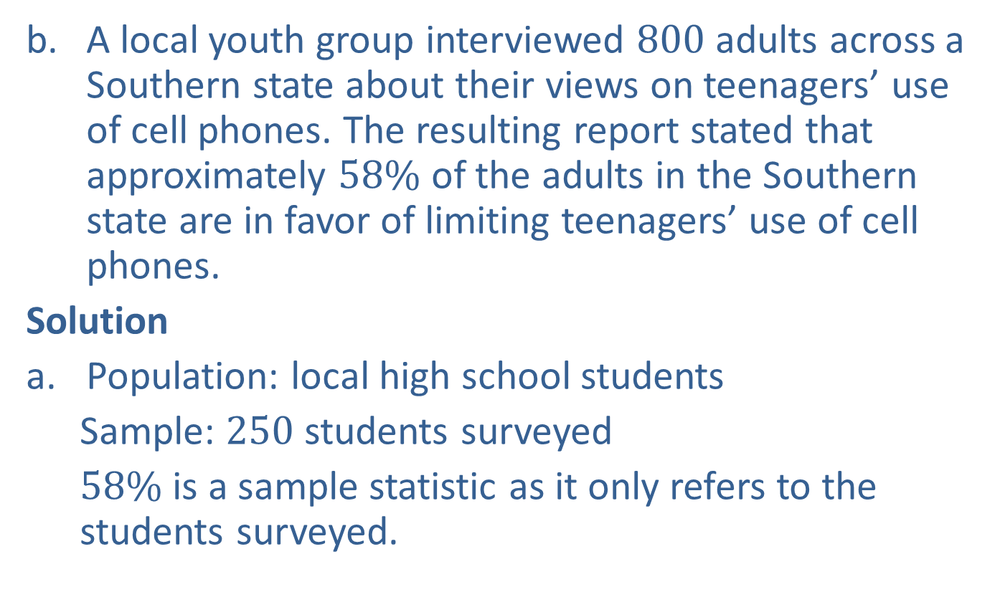 b. A local youth group interviewed 800 adults across a
Southern state about their views on teenagers’ use
of cell phones. The resulting report stated that
approximately 58% of the adults in the Southern
state are in favor of limiting teenagers’ use of cell
phones.
Solution
a. Population: local high school students
Sample: 250 students surveyed
58% is a sample statistic as it only refers to the
students surveyed.